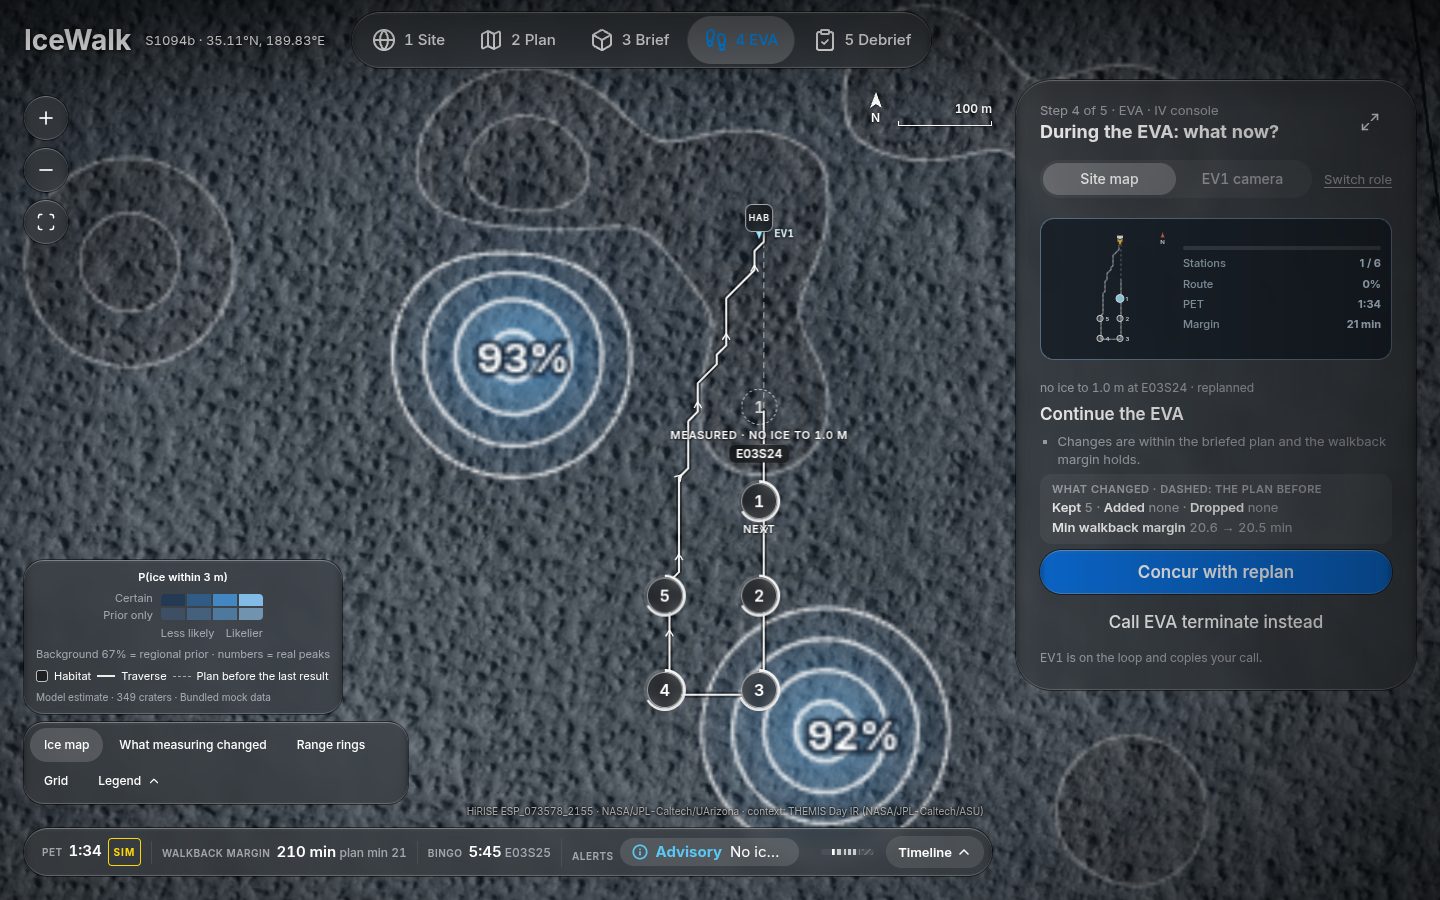 IceWalk S1094b · 35.11°N, 189.83°E
1 Site 2 Plan 3 Brief 4 EVA 5 Debrief
100 m
N
HAB
EV1
93%
1
MEASURED · NO ICE TO 1.0 M
E03S24
1
NEXT
5
2
4
3
92%
Step 4 of 5 · EVA · IV console
During the EVA: what now?
Site map EV1 camera Switch role
N
1
5 2
4 3
Stations 1 / 6
Route 0%
PET 1:34
Margin 21 min
no ice to 1.0 m at E03S24 · replanned
Continue the EVA
Changes are within the briefed plan and the walkback
margin holds.
WHAT CHANGED · DASHED: THE PLAN BEFORE
Kept 5 · Added none · Dropped none
Min walkback margin 20.6 → 20.5 min
Concur with replan
Call EVA terminate instead
EV1 is on the loop and copies your call.
P(ice within 3 m)
Certain
Prior only
Less likely Likelier
Background 67% = regional prior · numbers = real peaks
Habitat Traverse Plan before the last result
Model estimate · 349 craters · Bundled mock data
Ice map What measuring changed Range rings
Grid Legend
HiRISE ESP_073578_2155 · NASA/JPL-Caltech/UArizona · context: THEMIS Day IR (NASA/JPL-Caltech/ASU)
PET 1:34 SIM WALKBACK MARGIN 210 min plan min 21 BINGO 5:45 E03S25 ALERTS Advisory No ic... Timeline